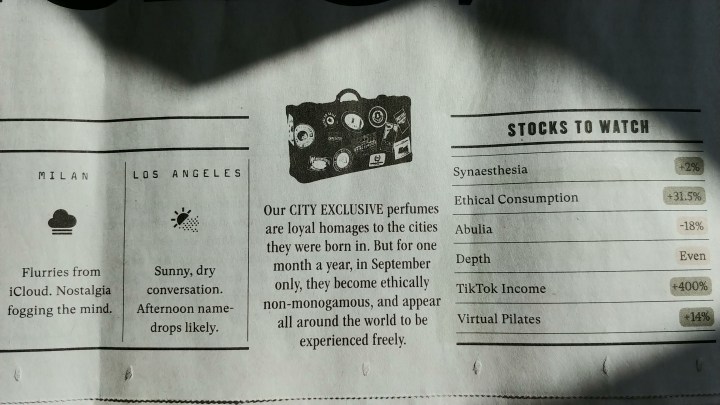 MILAN
Flurries from
iCloud. Nostalgia
fogging the mind.
LOS ANGELES
Sunny, dry
conversation.
Afternoon name-
drops likely.
Our CITY EXCLUSIVE perfumes
are loyal homages to the cities
they were born in. But for one
month a year, in September
only, they become ethically
non-monogamous, and appear
all around the world to be
experienced freely.
STOCKS TO WATCH
Synaesthesia +2%
Ethical Consumption +31.5%
Abulia -18%
Depth Even
TikTok Income +400%
Virtual Pilates +14%